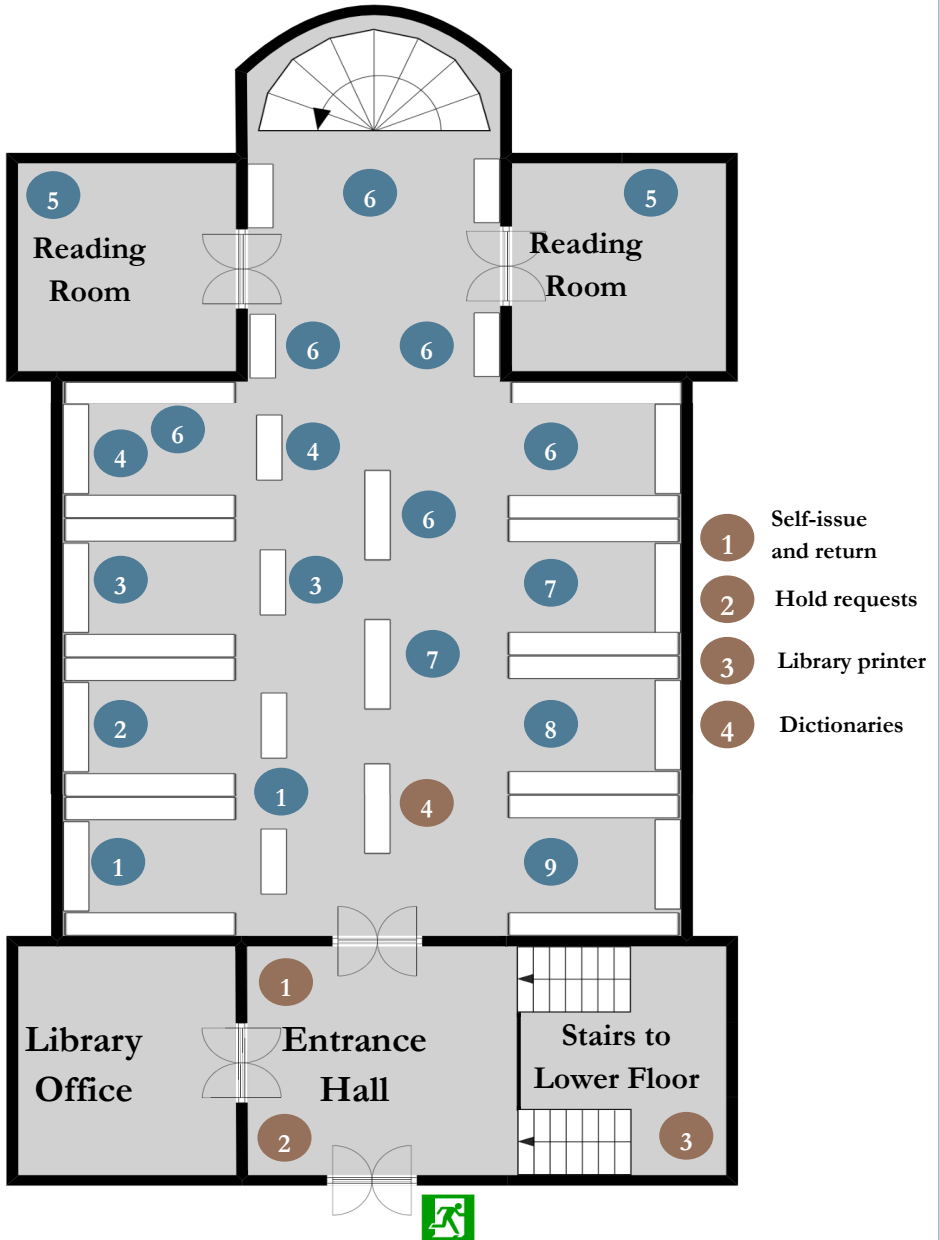 6
5
5
Reading
Room
Reading
Room
6
6
6
4
4
6
6
3
3
7
7
2
8
1
4
1
9
1
Self-issue
and return
2
Hold requests
3
Library printer
4
Dictionaries
1
Library
Office
Entrance
Hall
Stairs to
Lower Floor
2
3